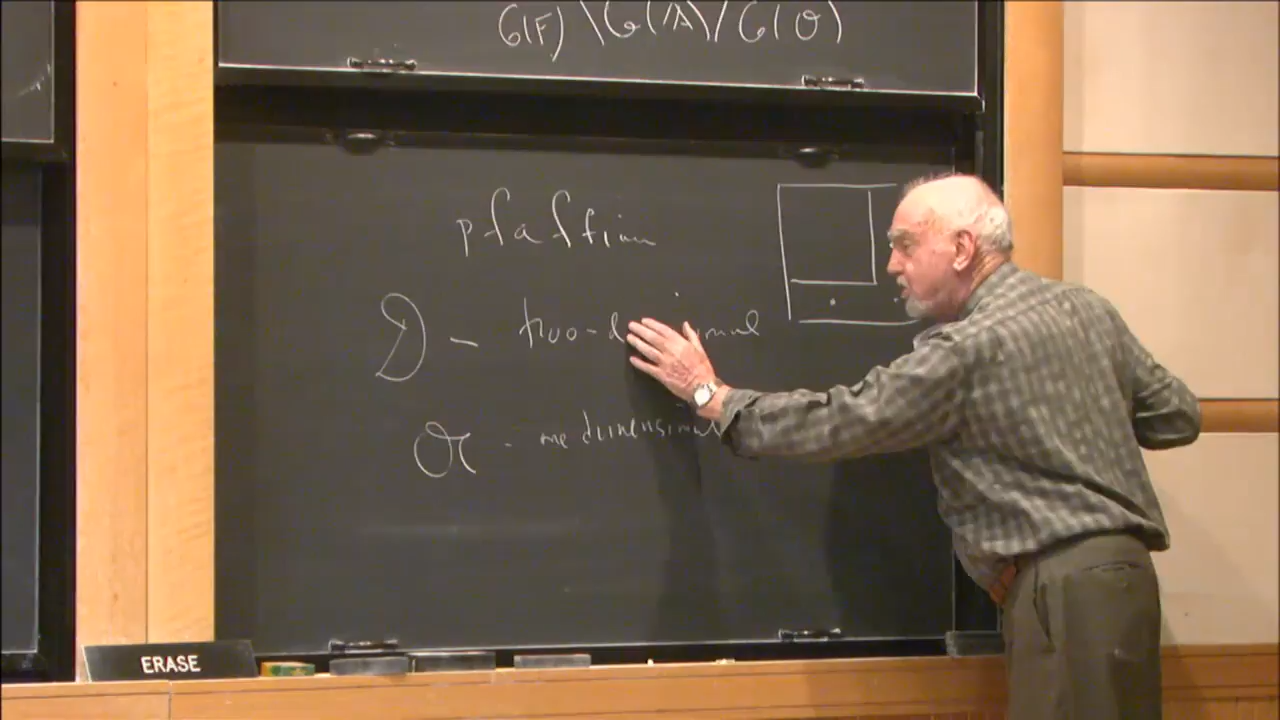 G(F)\G(A)/G(O)
pfaffian
D - two-d
- one dimensional
ERASE